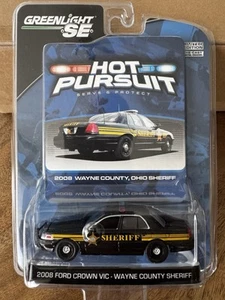 GREENLIGHT SE
HOT
PURSUIT
SERVE & PROTECT
2008 WAYNE COUNTY, OHIO SHERIFF
SHERIFF
2008 FORD CROWN VIC - WAYNE COUNTY SHERIFF